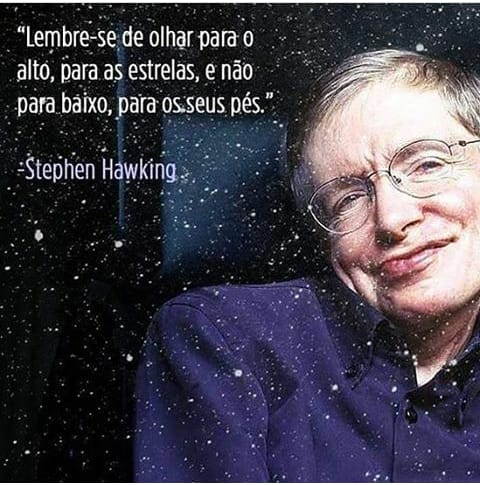 “Lembre-se de olhar para o
alto, para as estrelas, e não
para baixo, para os seus pés.”
-Stephen Hawking